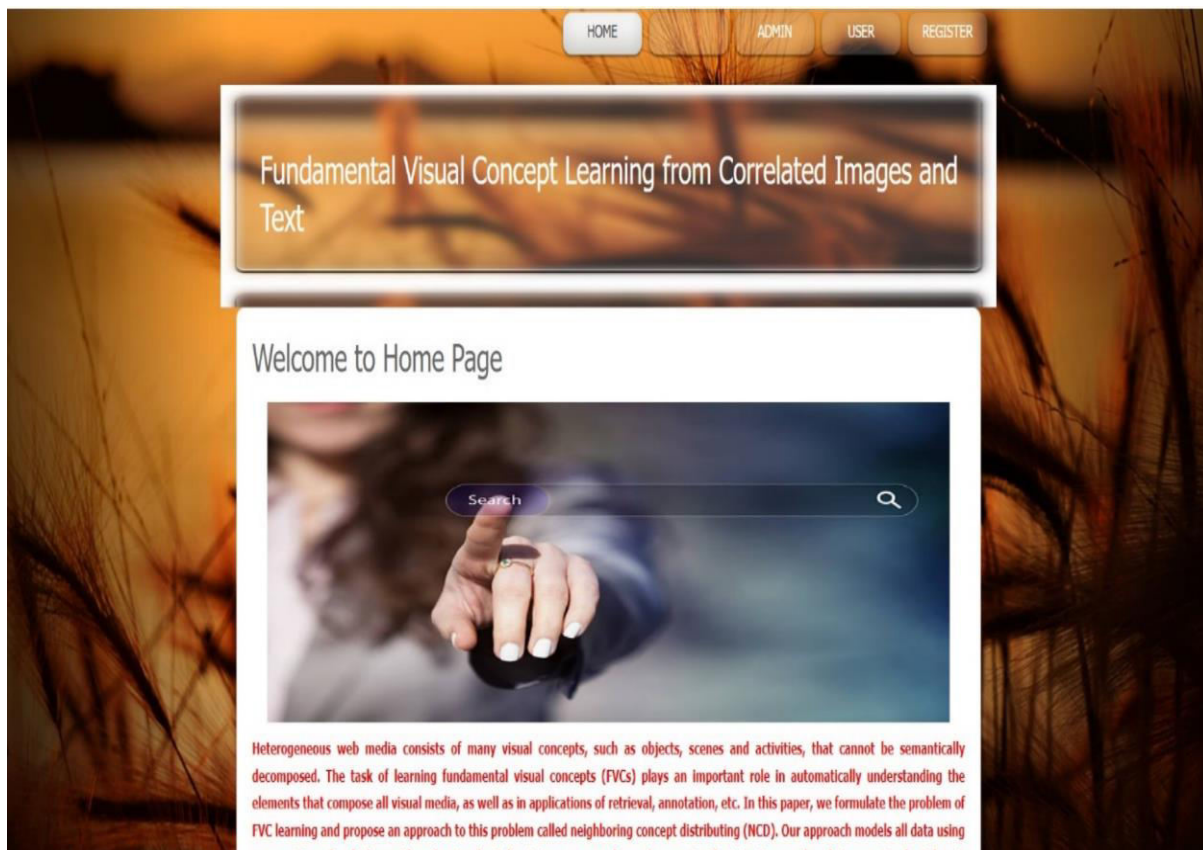 HOME
ADMIN
USER
REGISTER
Fundamental Visual Concept Learning from Correlated Images and
Text
Welcome to Home Page
Search
Heterogeneous web media consists of many visual concepts, such as objects, scenes and activities, that cannot be semantically
decomposed. The task of learning fundamental visual concepts (FVCs) plays an important role in automatically understanding the
elements that compose all visual media, as well as in applications of retrieval, annotation, etc. In this paper, we formulate the problem of
FVC learning and propose an approach to this problem called neighboring concept distributing (NCD). Our approach models all data using